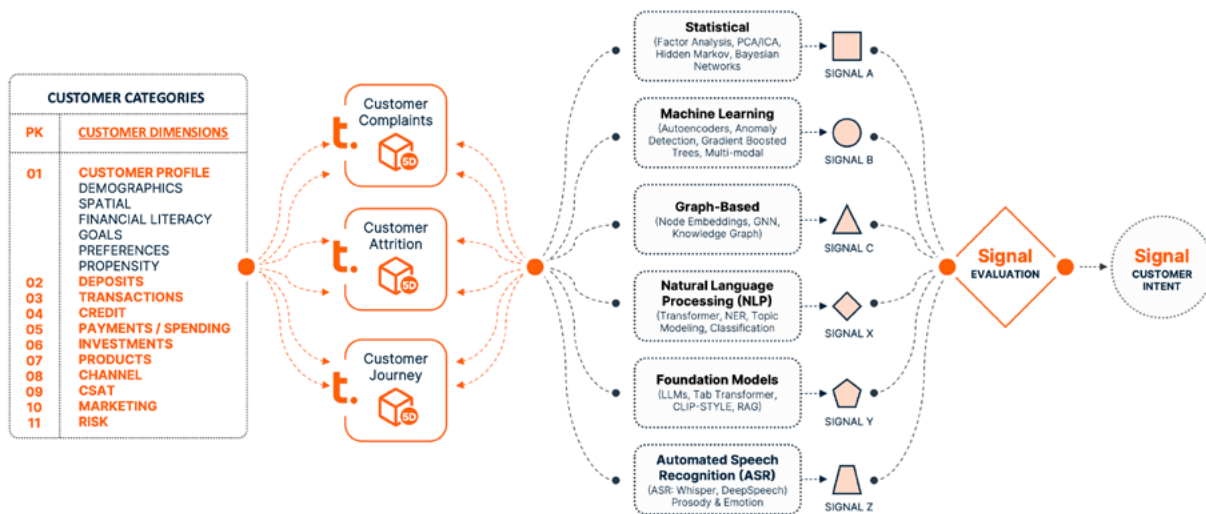 CUSTOMER CATEGORIES
PK CUSTOMER DIMENSIONS
01 CUSTOMER PROFILE
DEMOGRAPHICS
SPATIAL
FINANCIAL LITERACY
GOALS
PREFERENCES
PROPENSITY
02 DEPOSITS
03 TRANSACTIONS
04 CREDIT
05 PAYMENTS / SPENDING
06 INVESTMENTS
07 PRODUCTS
08 CHANNEL
09 CSAT
10 MARKETING
11 RISK
t.
Customer
Complaints
5D
t.
Customer
Attrition
5D
t.
Customer
Journey
5D
Statistical
(Factor Analysis, PCA/ICA,
Hidden Markov, Bayesian
Networks
SIGNAL A
Machine Learning
(Autoencoders, Anomaly
Detection, Gradient Boosted
Trees, Multi-modal
SIGNAL B
Graph-Based
(Node Embeddings, GNN,
Knowledge Graph)
SIGNAL C
Natural Language
Processing (NLP)
(Transformer, NER, Topic
Modeling, Classification
SIGNAL X
Foundation Models
(LLMs, Tab Transformer,
CLIP-STYLE, RAG)
SIGNAL Y
Automated Speech
Recognition (ASR)
(ASR: Whisper, DeepSpeech)
Prosody & Emotion
SIGNAL Z
Signal
EVALUATION
Signal
CUSTOMER
INTENT